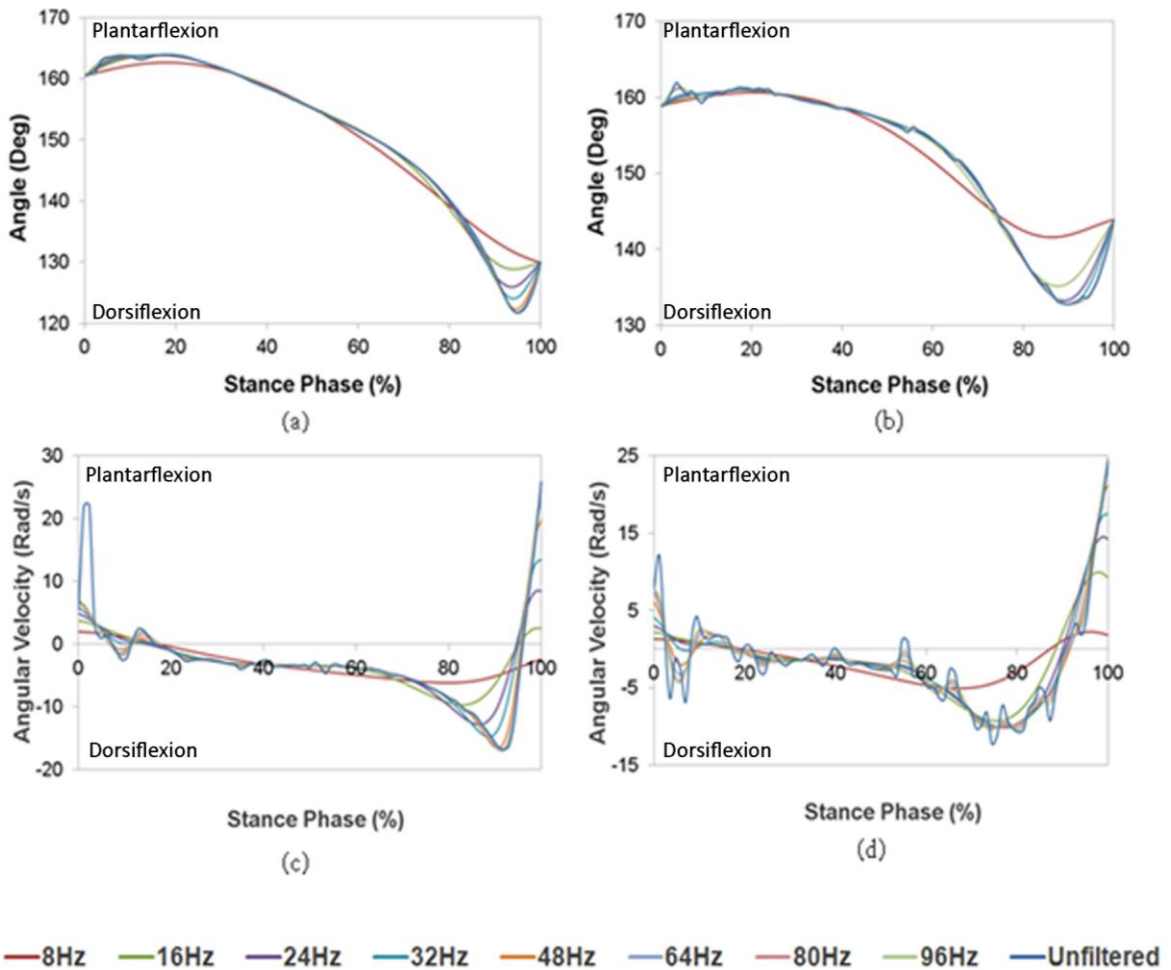 170
Plantarflexion
160
150
140
130
Dorsiflexion
120
0 20 40 60 80 100
Angle (Deg)
Stance Phase (%)
(a)
170
Plantarflexion
160
150
140
Dorsiflexion
130
0 20 40 60 80 100
Angle (Deg)
Stance Phase (%)
(b)
30
Plantarflexion
20
10
0
0 20 40 60 80 100
-10
Dorsiflexion
-20
Angular Velocity (Rad/s)
Stance Phase (%)
(c)
25
Plantarflexion
15
5
0 20 40 60 80 100
-5
Dorsiflexion
-15
Angular Velocity (Rad/s)
Stance Phase (%)
(d)
8Hz 16Hz 24Hz 32Hz 48Hz 64Hz 80Hz 96Hz Unfiltered